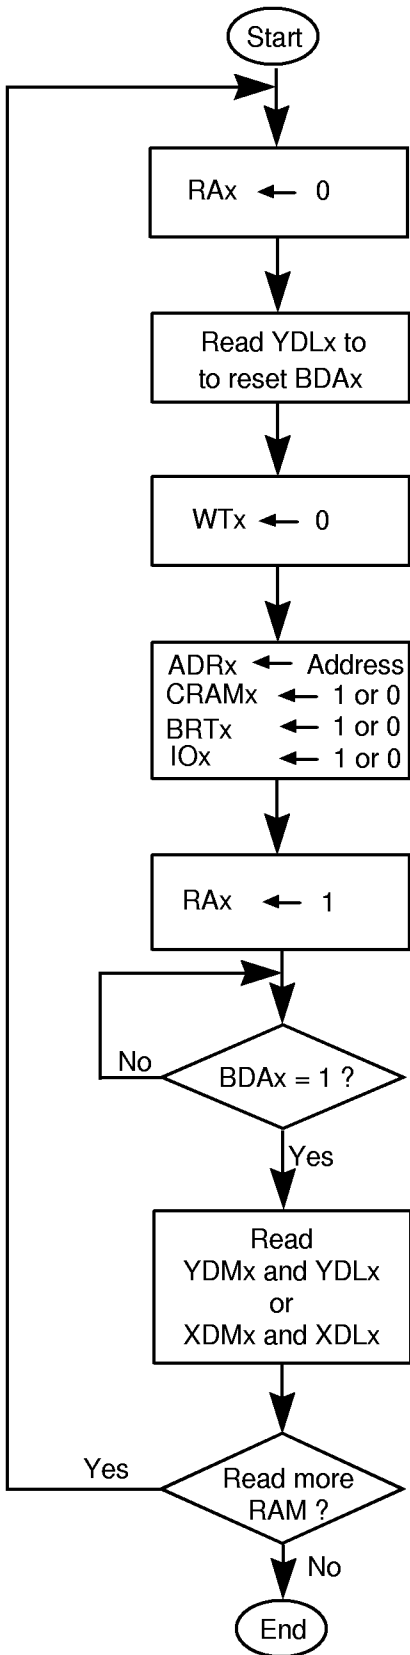 Start
RAx ← 0
Read YDLx to
to reset BDAx
WTx ← 0
ADRx ← Address
CRAMx ← 1 or 0
BRTx ← 1 or 0
IOx ← 1 or 0
RAx ← 1
No
BDAx = 1 ?
Yes
Read
YDMx and YDLx
or
XDMx and XDLx
Yes
Read more
RAM ?
No
End